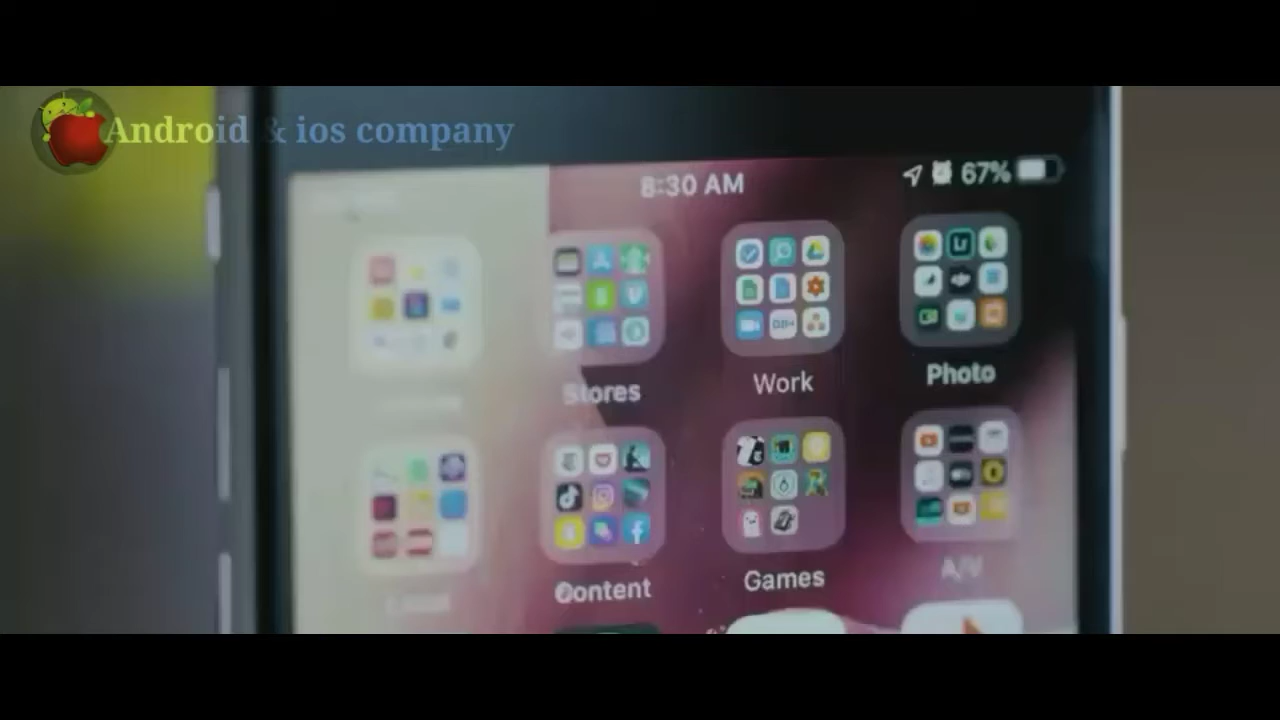 Android & ios company
8:30 AM
67%
Stores
Work
Photo
Content
Games
A/V